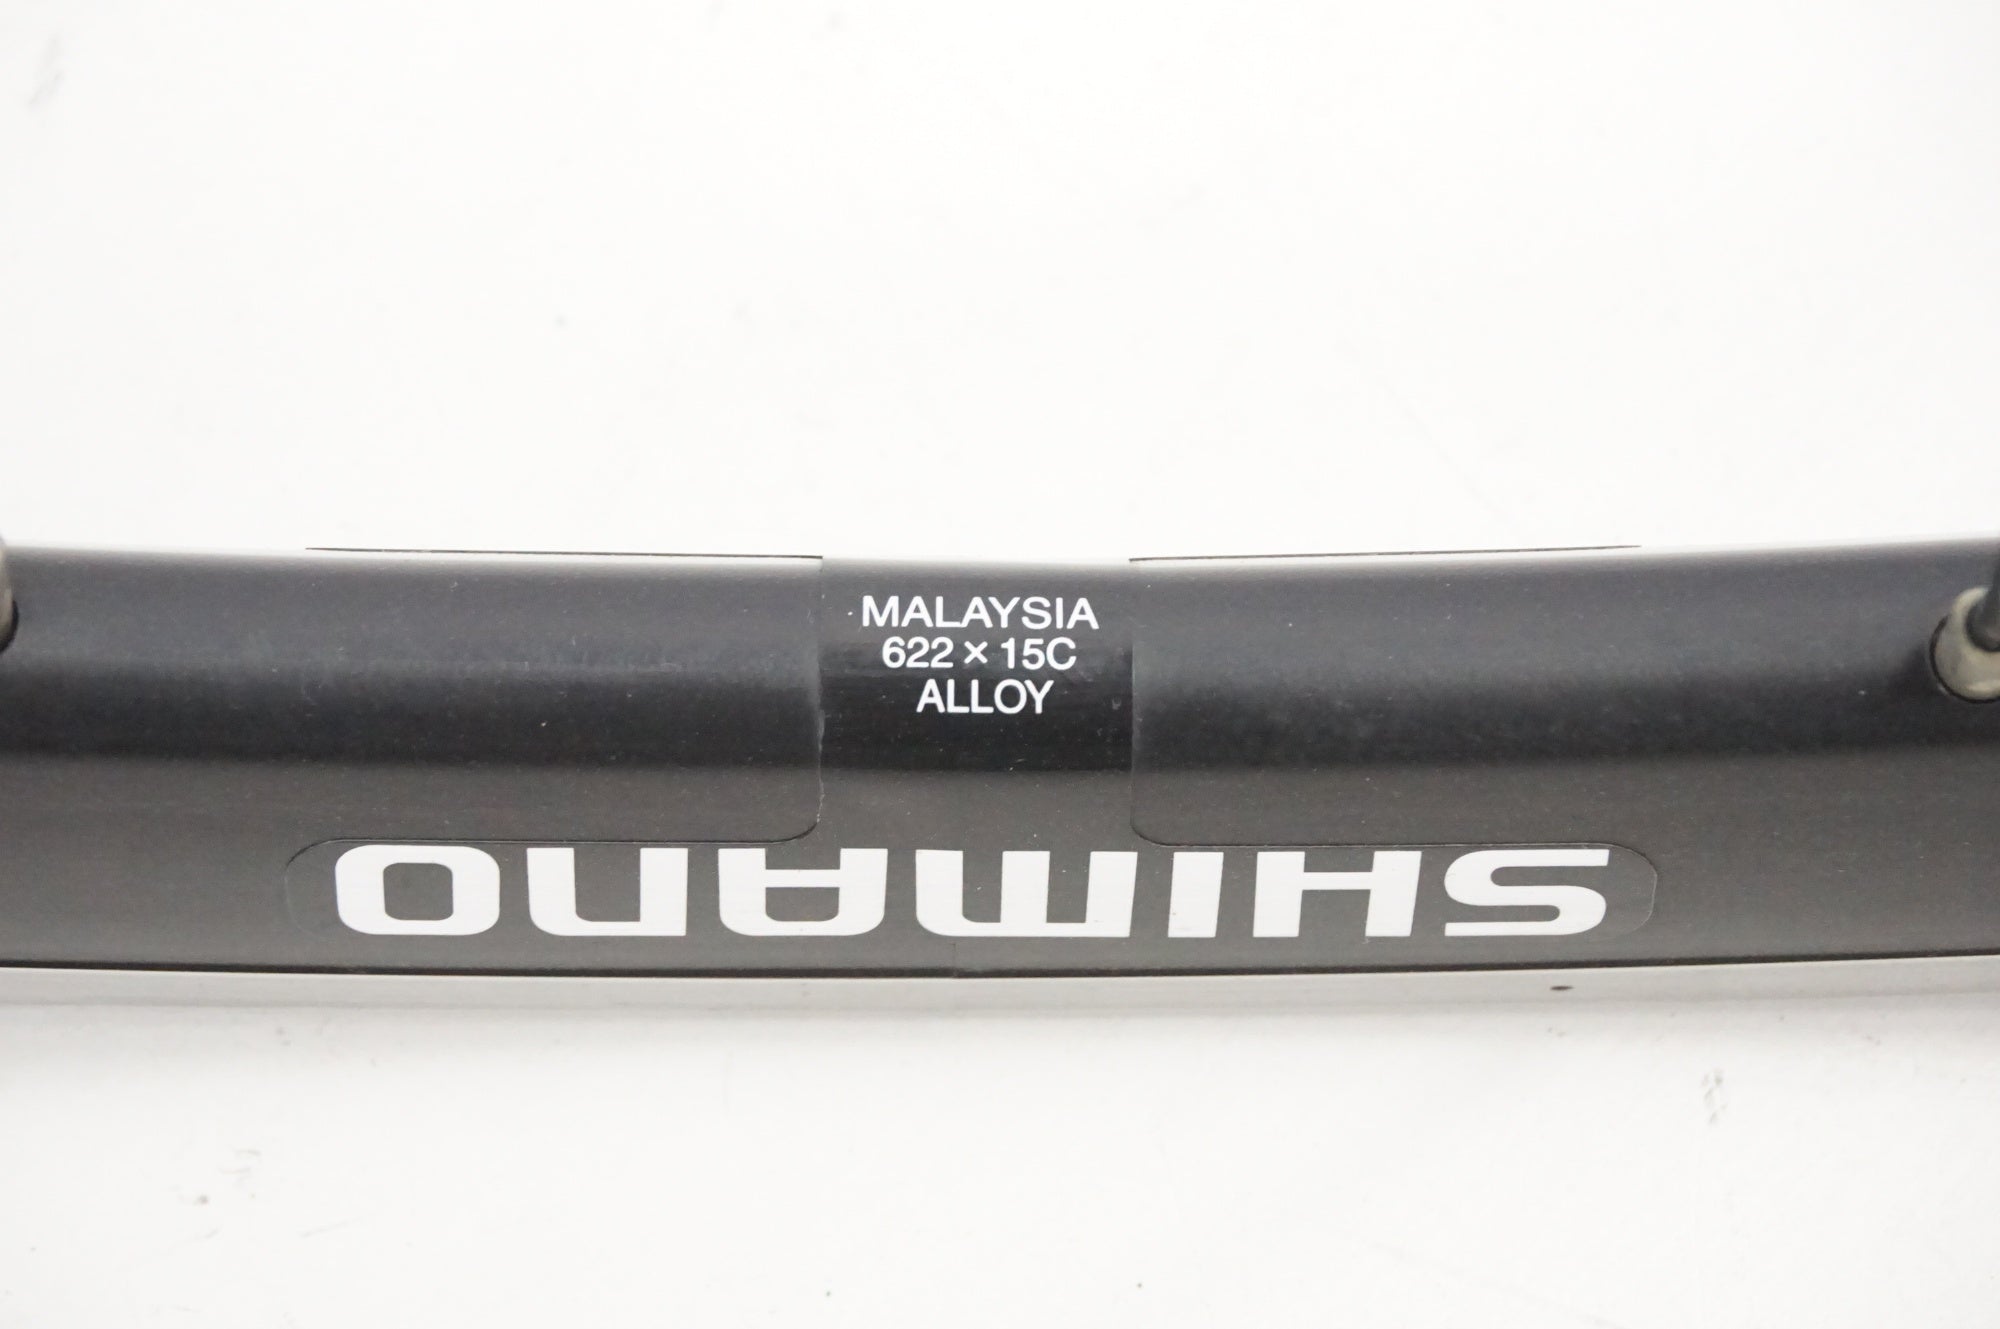 MALAYSIA
622 × 15C
ALLOY
SHIMANO